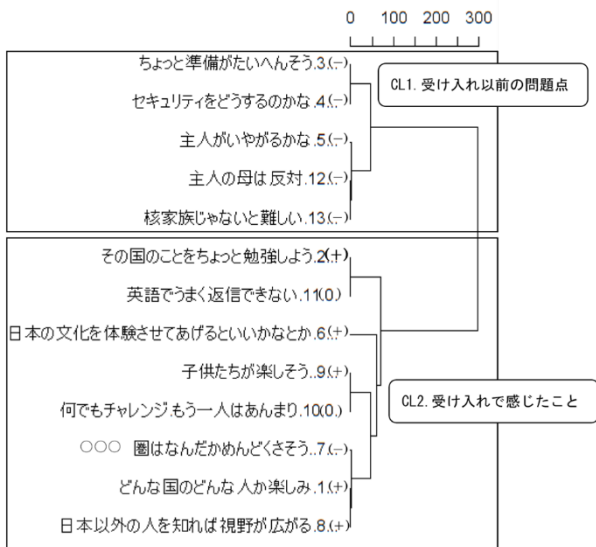 0 100 200 300
ちょっと準備がたいへんそう.3(−)
CL1. 受け入れ以前の問題点
セキュリティをどうするのかな.4(−)
主人がいやがるかな.5(−)
主人の母は反対.12(−)
核家族じゃないと難しい.13(−)
その国のことをちょっと勉強しよう.2(+)
英語でうまく返信できない.11(0.)
日本の文化を体験させてあげるといいかなとか.6(+)
子供たちが楽しそう..9(+)
CL2. 受け入れで感じたこと
何でもチャレンジ.もう一人はあんまり.10(0.)
○○○ 圏はなんだかめんどくさそう..7(−)
どんな国のどんな人か楽しみ.1(+)
日本以外の人を知れば視野が広がる.8(+)